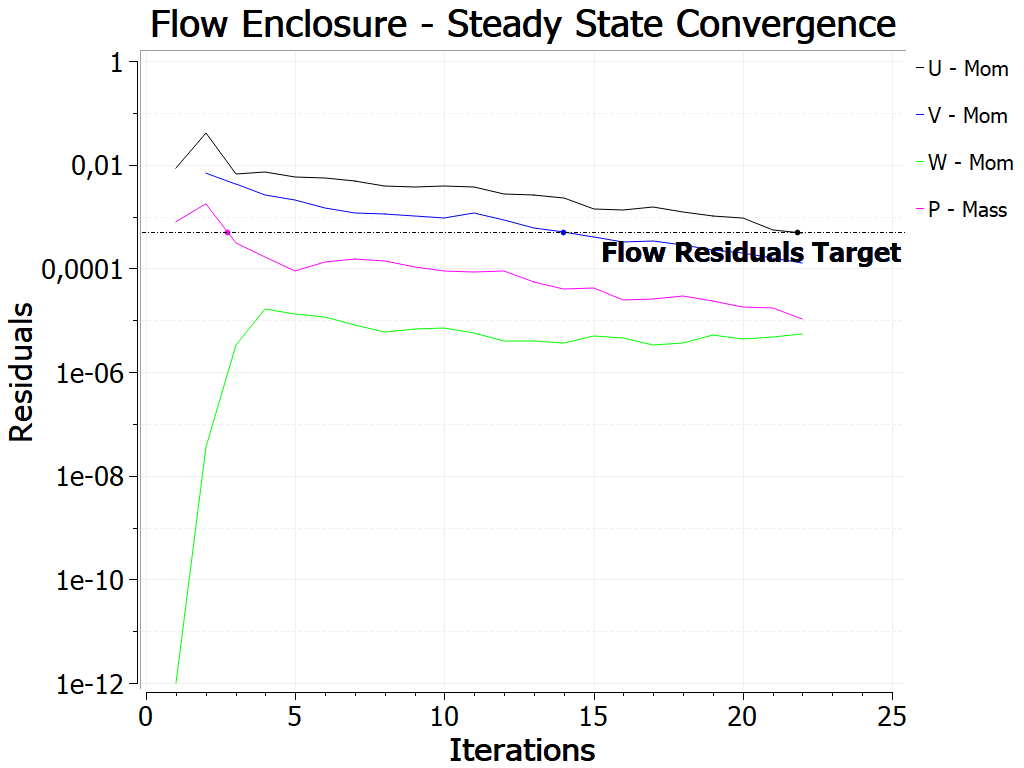 Flow Enclosure - Steady State Convergence
1
0,01
0,0001
1e-06
1e-08
1e-10
1e-12
Residuals
0 5 10 15 20 25
Iterations
U - Mom
V - Mom
W - Mom
P - Mass
Flow Residuals Target